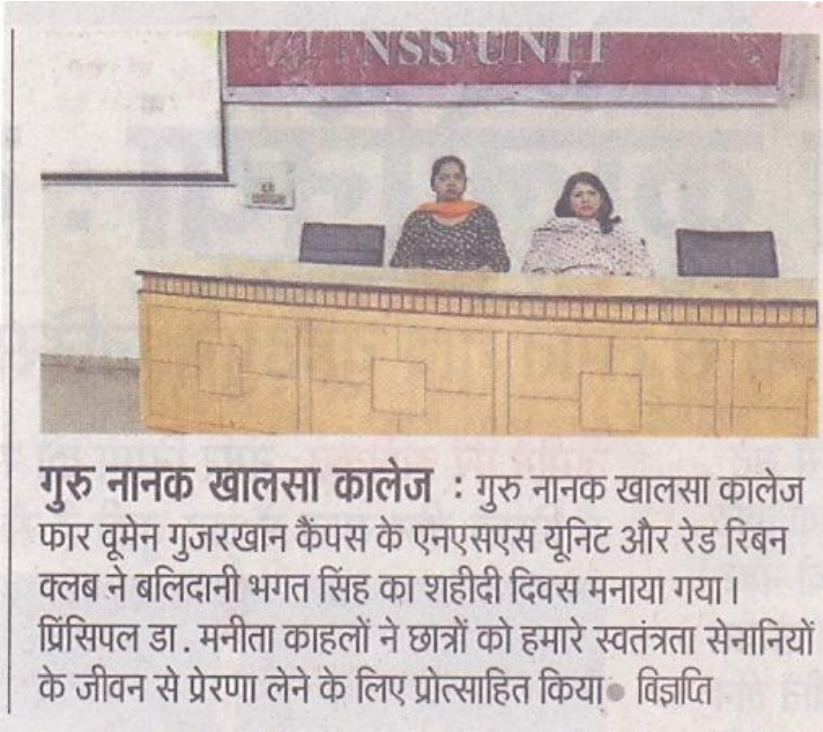 NSS UNIT
गुरु नानक खालसा कालेज : गुरु नानक खालसा कालेज
फार वूमेन गुजरखान कैंपस के एनएसएस यूनिट और रेड रिबन
क्लब ने बलिदानी भगत सिंह का शहीदी दिवस मनाया गया।
प्रिंसिपल डा. मनीता काहलों ने छात्रों को हमारे स्वतंत्रता सेनानियों
के जीवन से प्रेरणा लेने के लिए प्रोत्साहित किया● विज्ञप्ति